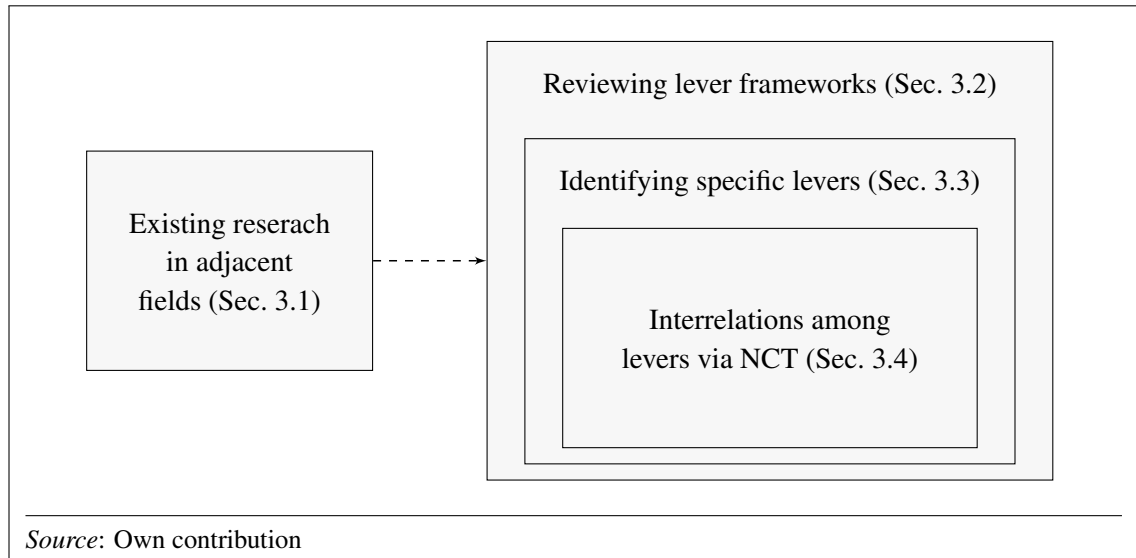 Existing reserach
in adjacent
fields (Sec. 3.1)
Reviewing lever frameworks (Sec. 3.2)
Identifying specific levers (Sec. 3.3)
Interrelations among
levers via NCT (Sec. 3.4)
Source: Own contribution